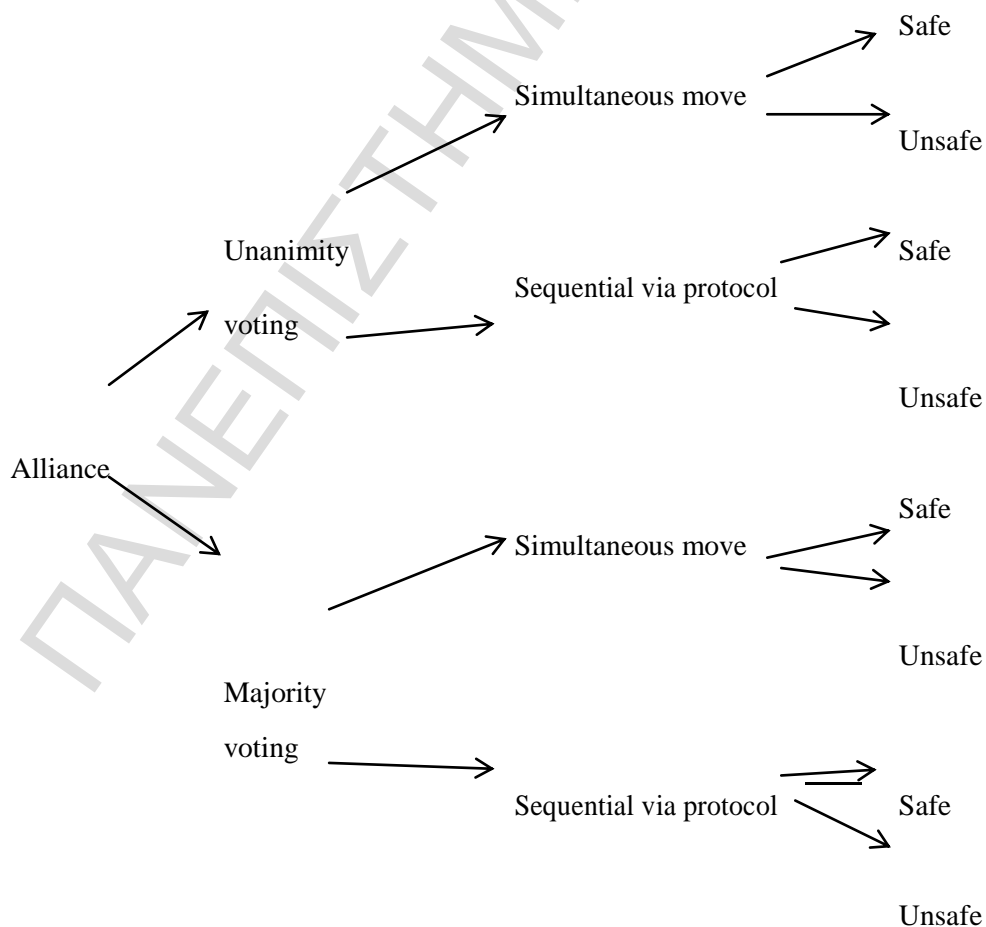 Safe
Simultaneous move
Unsafe
Unanimity
voting
Safe
Sequential via protocol
Unsafe
Alliance
Safe
Simultaneous move
Unsafe
Majority
voting
Sequential via protocol
Safe
Unsafe
ΠΑΝΕΠΙΣΤΗΜ